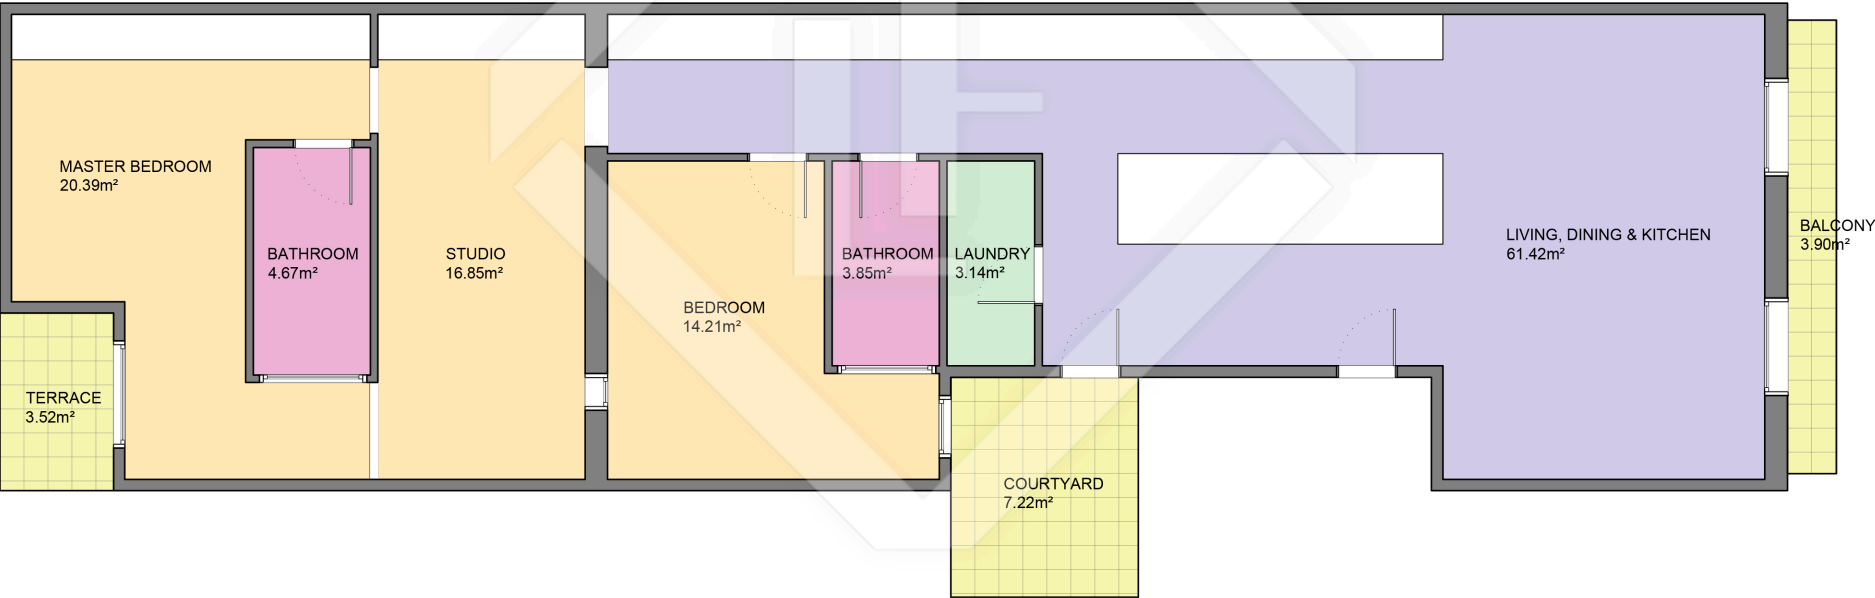 MASTER BEDROOM
20.39m²
BATHROOM
4.67m²
STUDIO
16.85m²
BEDROOM
14.21m²
BATHROOM
3.85m²
LAUNDRY
3.14m²
LIVING, DINING & KITCHEN
61.42m²
BALCONY
3.90m²
TERRACE
3.52m²
COURTYARD
7.22m²